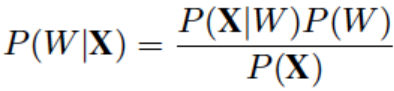 P(W|X) = P(X|W)P(W) / P(X)